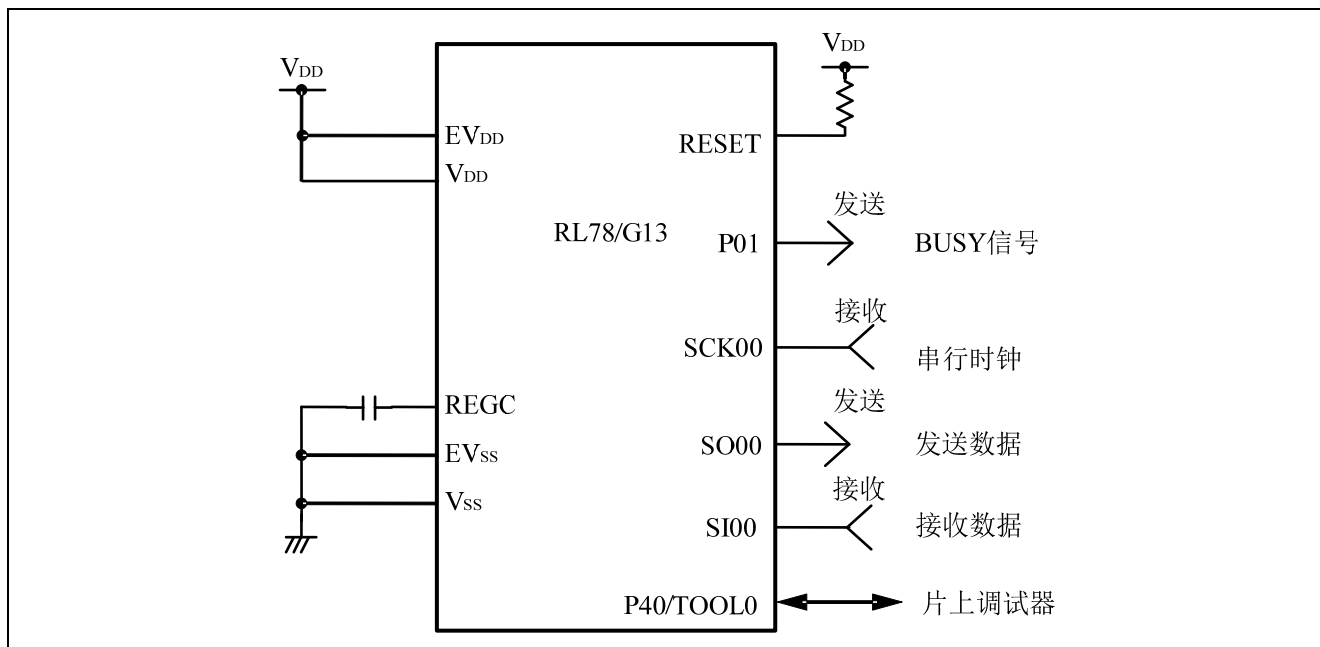 VDD
VDD
EVDD
RESET
VDD
发送
RL78/G13
P01
BUSY信号
接收
SCK00
串行时钟
发送
REGC
SO00
发送数据
EVSS
接收
VSS
SI00
接收数据
P40/TOOL0
片上调试器